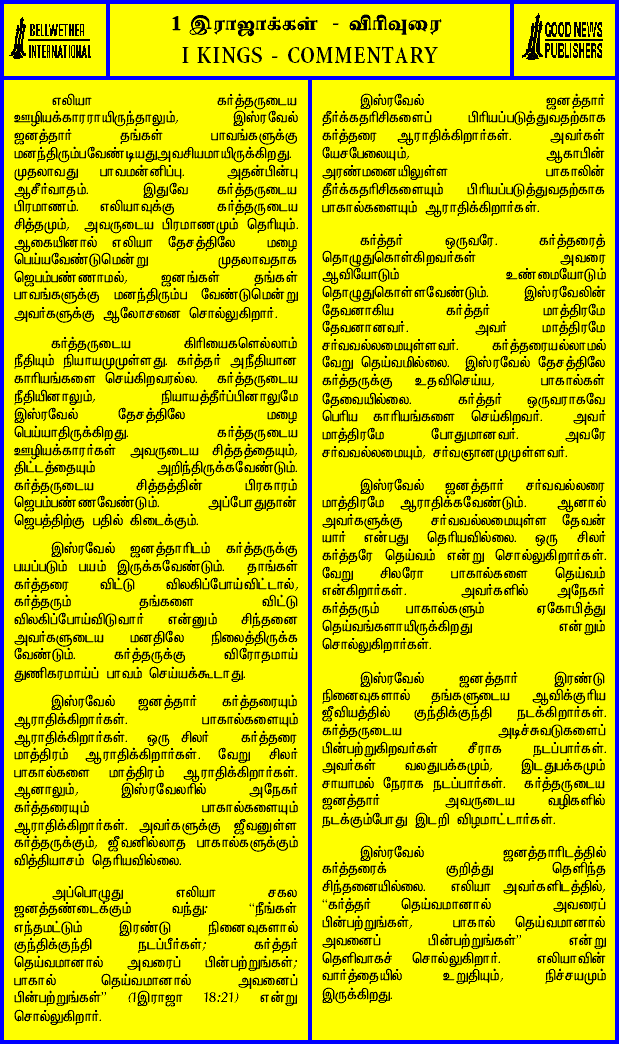 BELLWETHER
INTERNATIONAL
1 இராஜாக்கள் - விரிவுரை
I KINGS - COMMENTARY
GOOD NEWS
PUBLISHERS
எலியா கர்த்தருடைய
ஊழியக்காரராயிருந்தாலும், இஸ்ரவேல்
ஜனத்தார் தங்கள் பாவங்களுக்கு
மனந்திரும்பவேண்டியதுஅவசியமாயிருக்கிறது.
முதலாவது பாவமன்னிப்பு. அதன்பின்பு
ஆசீர்வாதம். இதுவே கர்த்தருடைய
பிரமாணம். எலியாவுக்கு கர்த்தருடைய
சித்தமும், அவருடைய பிரமாணமும் தெரியும்.
ஆகையினால் எலியா தேசத்திலே மழை
பெய்யவேண்டுமென்று முதலாவதாக
ஜெபம்பண்ணாமல், ஜனங்கள் தங்கள்
பாவங்களுக்கு மனந்திரும்ப வேண்டுமென்று
அவர்களுக்கு ஆலோசனை சொல்லுகிறார்.
கர்த்தருடைய கிரியைகளெல்லாம்
நீதியும் நியாயமுமுள்ளது. கர்த்தர் அநீதியான
காரியங்களை செய்கிறவரல்ல. கர்த்தருடைய
நீதியினாலும், நியாயத்தீர்ப்பினாலுமே
இஸ்ரவேல் தேசத்திலே மழை
பெய்யாதிருக்கிறது. கர்த்தருடைய
ஊழியக்காரர்கள் அவருடைய சித்தத்தையும்,
திட்டத்தையும் அறிந்திருக்கவேண்டும்.
கர்த்தருடைய சித்தத்தின் பிரகாரம்
ஜெபம்பண்ணவேண்டும். அப்போதுதான்
ஜெபத்திற்கு பதில் கிடைக்கும்.
இஸ்ரவேல் ஜனத்தாரிடம் கர்த்தருக்கு
பயப்படும் பயம் இருக்கவேண்டும். தாங்கள்
கர்த்தரை விட்டு விலகிப்போய்விட்டால்,
கர்த்தரும் தங்களை விட்டு
விலகிப்போய்விடுவார் என்னும் சிந்தனை
அவர்களுடைய மனதிலே நிலைத்திருக்க
வேண்டும். கர்த்தருக்கு விரோதமாய்
துணிகரமாய்ப் பாவம் செய்யக்கூடாது.
இஸ்ரவேல் ஜனத்தார் கர்த்தரையும்
ஆராதிக்கிறார்கள். பாகால்களையும்
ஆராதிக்கிறார்கள். ஒரு சிலர் கர்த்தரை
மாத்திரம் ஆராதிக்கிறார்கள். வேறு சிலர்
பாகால்களை மாத்திரம் ஆராதிக்கிறார்கள்.
ஆனாலும், இஸ்ரவேலரில் அநேகர்
கர்த்தரையும் பாகால்களையும்
ஆராதிக்கிறார்கள். அவர்களுக்கு ஜீவனுள்ள
கர்த்தருக்கும், ஜீவனில்லாத பாகால்களுக்கும்
வித்தியாசம் தெரியவில்லை.
அப்பொழுது எலியா சகல
ஜனத்தண்டைக்கும் வந்து: "நீங்கள்
எந்தமட்டும் இரண்டு நினைவுகளால்
குந்திக்குந்தி நடப்பீர்கள்; கர்த்தர்
தெய்வமானால் அவரைப் பின்பற்றுங்கள்;
பாகால் தெய்வமானால் அவனைப்
பின்பற்றுங்கள்" (1இராஜா 18:21) என்று
சொல்லுகிறார்.
இஸ்ரவேல் ஜனத்தார்
தீர்க்கதரிசிகளைப் பிரியப்படுத்துவதற்காக
கர்த்தரை ஆராதிக்கிறார்கள். அவர்கள்
யேசபேலையும், ஆகாபின்
அரண்மனையிலுள்ள பாகாலின்
தீர்க்கதரிசிகளையும் பிரியப்படுத்துவதற்காக
பாகால்களையும் ஆராதிக்கிறார்கள்.
கர்த்தர் ஒருவரே. கர்த்தரைத்
தொழுதுகொள்கிறவர்கள் அவரை
ஆவியோடும் உண்மையோடும்
தொழுதுகொள்ளவேண்டும். இஸ்ரவேலின்
தேவனாகிய கர்த்தர் மாத்திரமே
தேவனானவர். அவர் மாத்திரமே
சர்வவல்லமையுள்ளவர். கர்த்தரையல்லாமல்
வேறு தெய்வமில்லை. இஸ்ரவேல் தேசத்திலே
கர்த்தருக்கு உதவிசெய்ய, பாகால்கள்
தேவையில்லை. கர்த்தர் ஒருவராகவே
பெரிய காரியங்களை செய்கிறவர். அவர்
மாத்திரமே போதுமானவர். அவரே
சர்வவல்லமையும், சர்வஞானமுமுள்ளவர்.
இஸ்ரவேல் ஜனத்தார் சர்வவல்லரை
மாத்திரமே ஆராதிக்கவேண்டும். ஆனால்
அவர்களுக்கு சர்வவல்லமையுள்ள தேவன்
யார் என்பது தெரியவில்லை. ஒரு சிலர்
கர்த்தரே தெய்வம் என்று சொல்லுகிறார்கள்.
வேறு சிலரோ பாகால்களை தெய்வம்
என்கிறார்கள். அவர்களில் அநேகர்
கர்த்தரும் பாகால்களும் ஏகோபித்து
தெய்வங்களாயிருக்கிறது என்றும்
சொல்லுகிறார்கள்.
இஸ்ரவேல் ஜனத்தார் இரண்டு
நினைவுகளால் தங்களுடைய ஆவிக்குரிய
ஜீவியத்தில் குந்திக்குந்தி நடக்கிறார்கள்.
கர்த்தருடைய அடிச்சுவடுகளைப்
பின்பற்றுகிறவர்கள் சீராக நடப்பார்கள்.
அவர்கள் வலதுபக்கமும், இடதுபக்கமும்
சாயாமல் நேராக நடப்பார்கள். கர்த்தருடைய
ஜனத்தார் அவருடைய வழிகளில்
நடக்கும்போது இடறி விழமாட்டார்கள்.
இஸ்ரவேல் ஜனத்தாரிடத்தில்
கர்த்தரைக் குறித்து தெளிந்த
சிந்தனையில்லை. எலியா அவர்களிடத்தில்,
"கர்த்தர் தெய்வமானால் அவரைப்
பின்பற்றுங்கள், பாகால் தெய்வமானால்
அவனைப் பின்பற்றுங்கள்" என்று
தெளிவாகச் சொல்லுகிறார். எலியாவின்
வார்த்தையில் உறுதியும், நிச்சயமும்
இருக்கிறது.